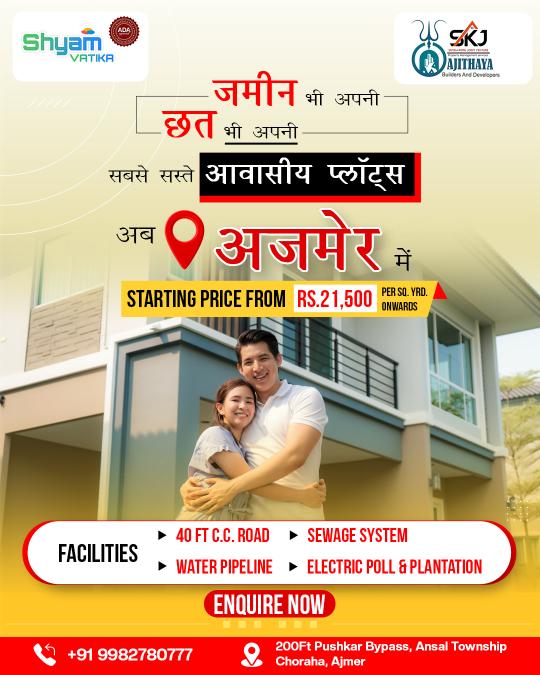 Shyam
VATIKA
ADA
SKJ
AJITHAYA
Builders And Developers
जमीन भी अपनी
छत भी अपनी
सबसे सस्ते आवासीय प्लॉट्स
अब अजमेर में
STARTING PRICE FROM RS.21,500 PER SQ. YRD. ONWARDS
FACILITIES
40 FT C.C. ROAD
SEWAGE SYSTEM
WATER PIPELINE
ELECTRIC POLL & PLANTATION
ENQUIRE NOW
+91 9982780777
200Ft Pushkar Bypass, Ansal Township
Choraha, Ajmer